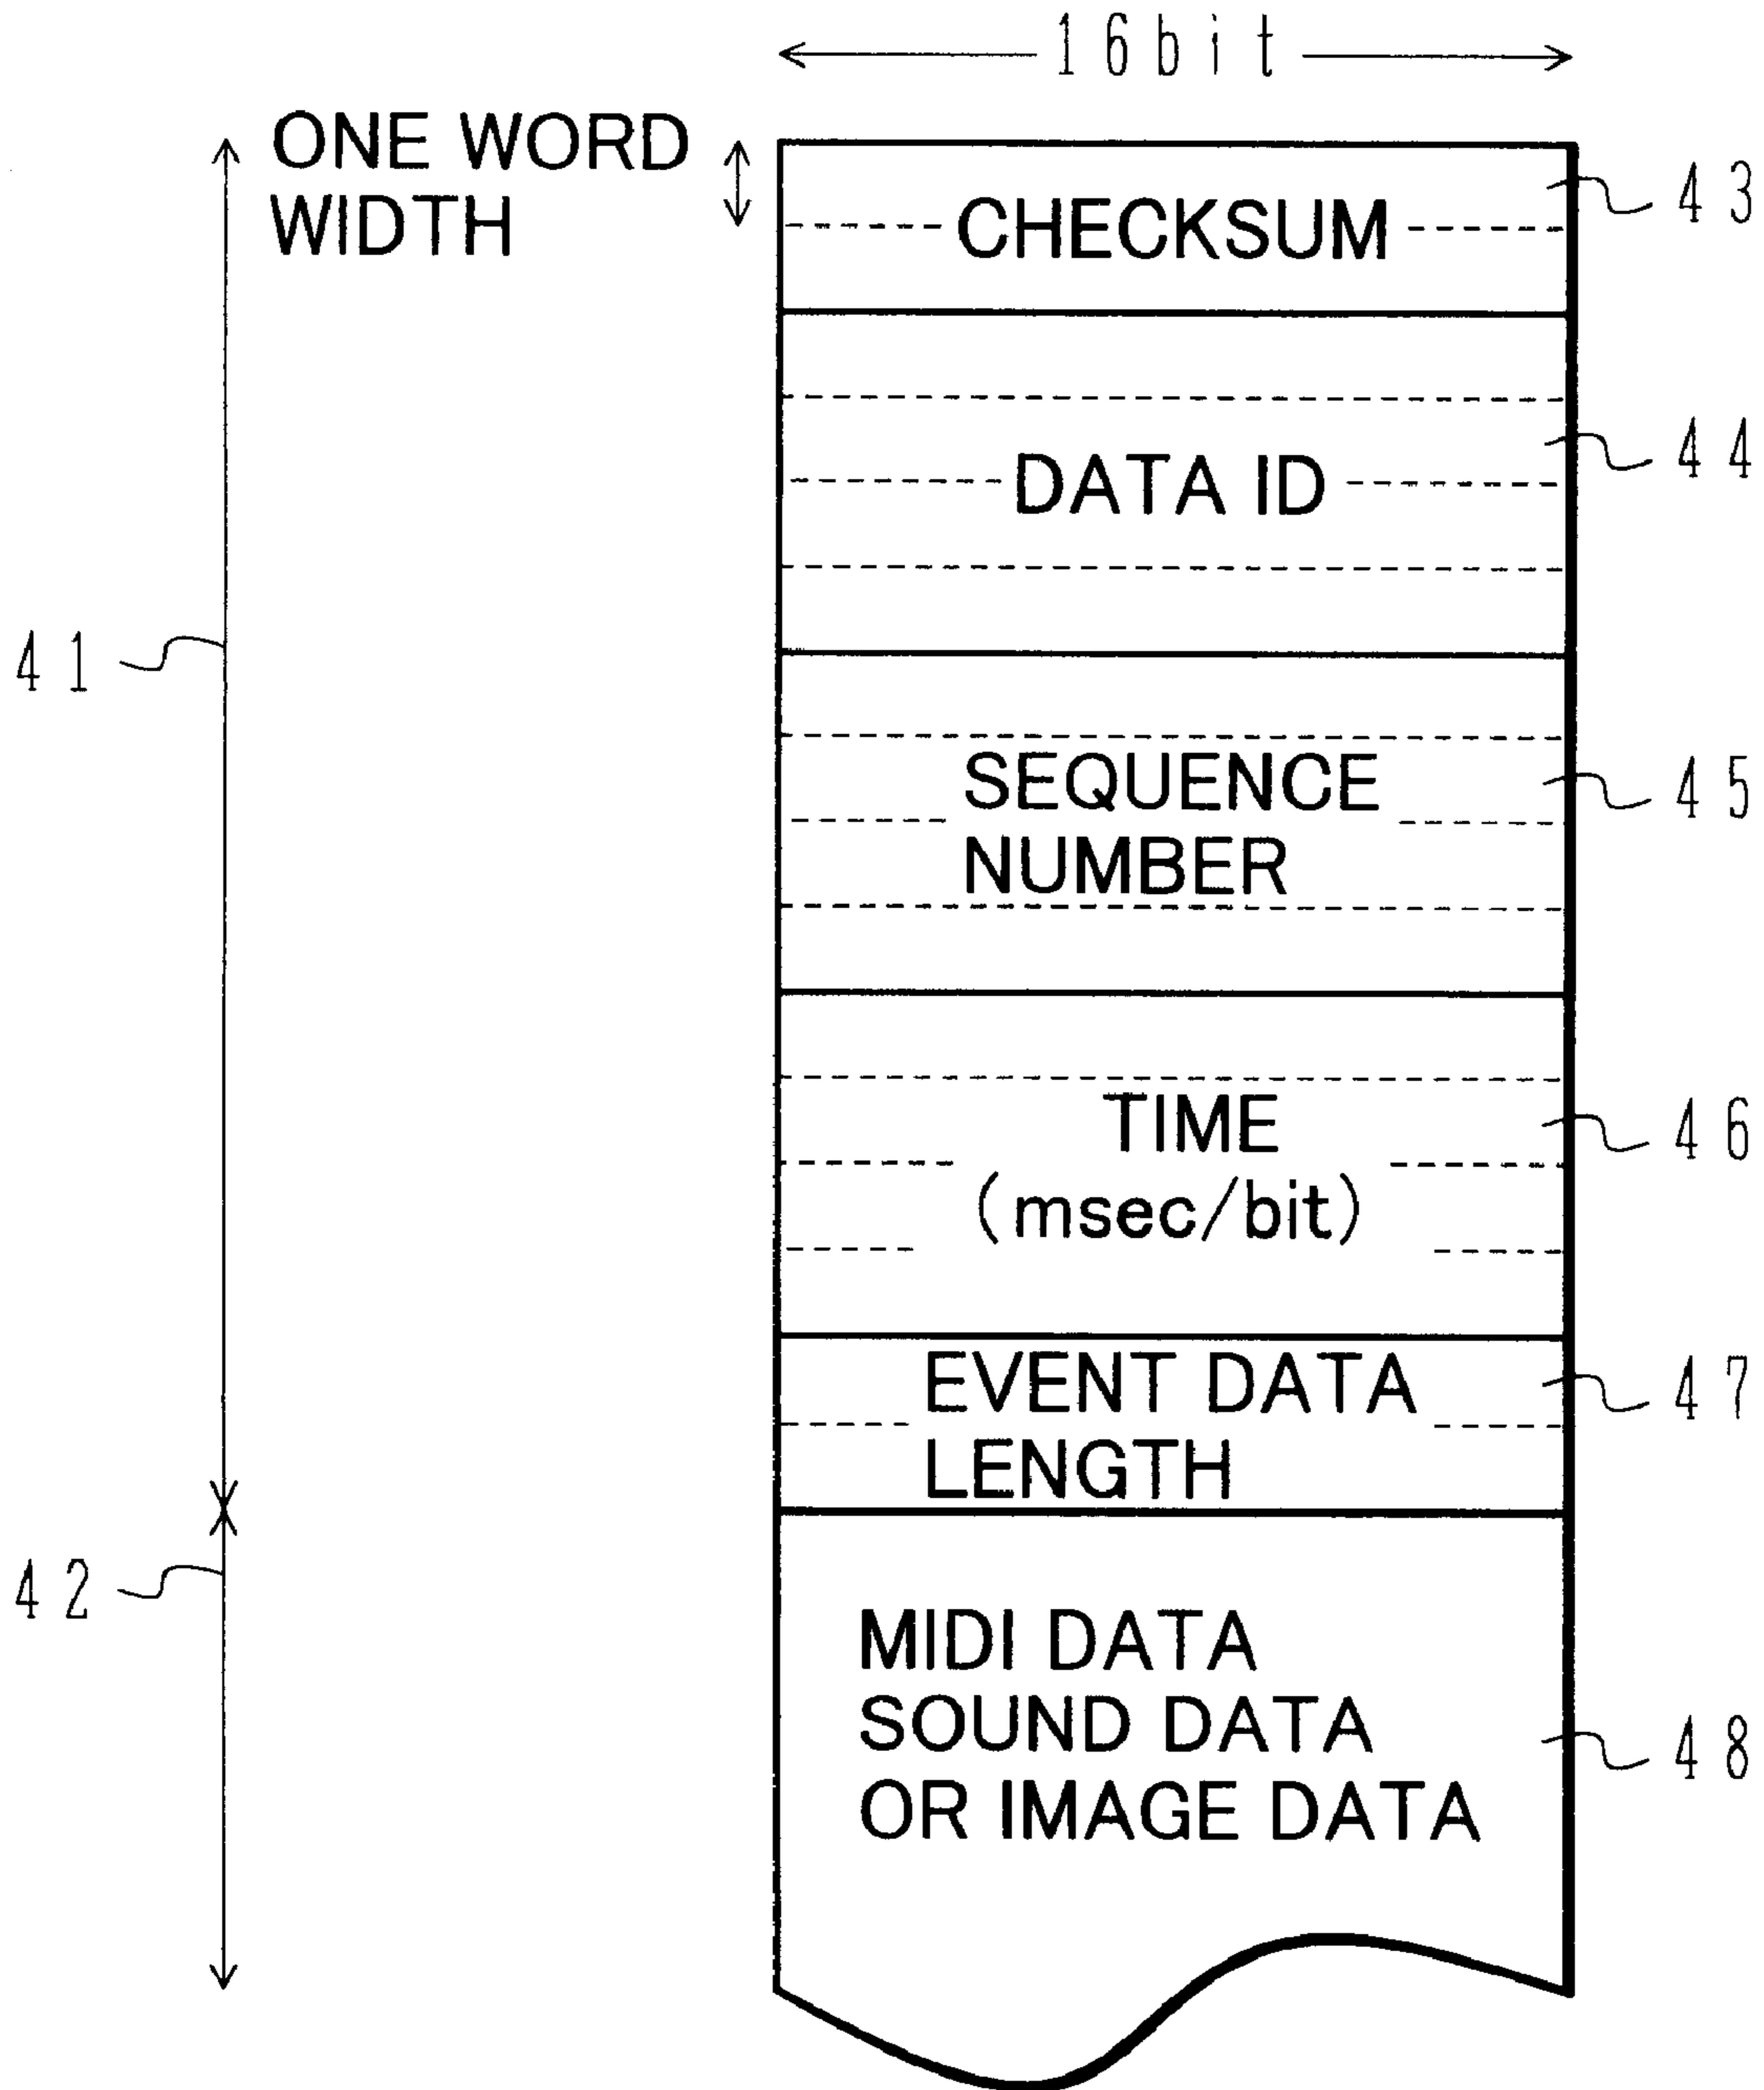 16bit
ONE WORD
WIDTH
CHECKSUM
43
DATA ID
44
41
SEQUENCE
NUMBER
45
TIME
(msec/bit)
46
EVENT DATA
LENGTH
47
42
MIDI DATA
SOUND DATA
OR IMAGE DATA
48